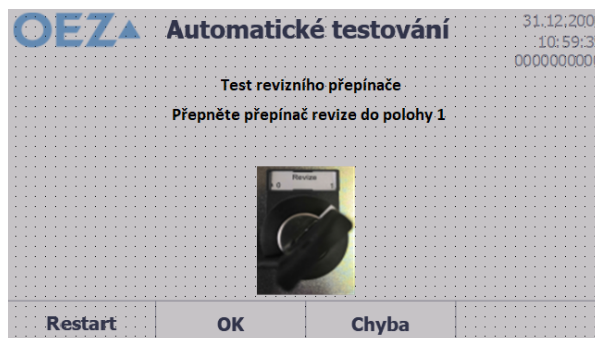 OEZ
Automatické testování
31.12.200
10:59:3
000000000
Test revizního přepínače
Přepněte přepínač revize do polohy 1
Revize
0 1
Restart OK Chyba